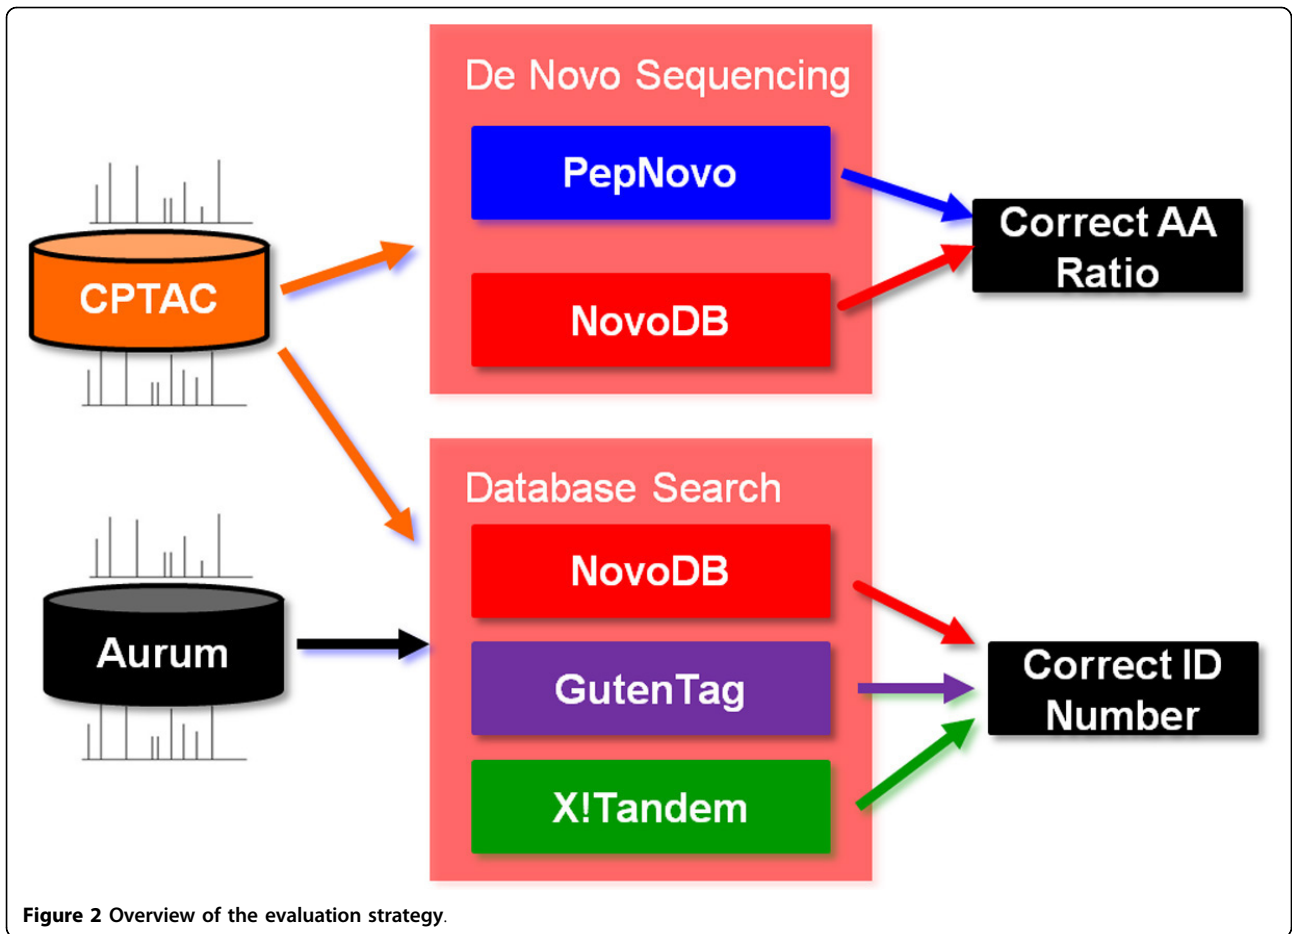 De Novo Sequencing
PepNovo
NovoDB
Correct AA
Ratio
CPTAC
Database Search
NovoDB
GutenTag
X!Tandem
Aurum
Correct ID
Number
Figure 2 Overview of the evaluation strategy.